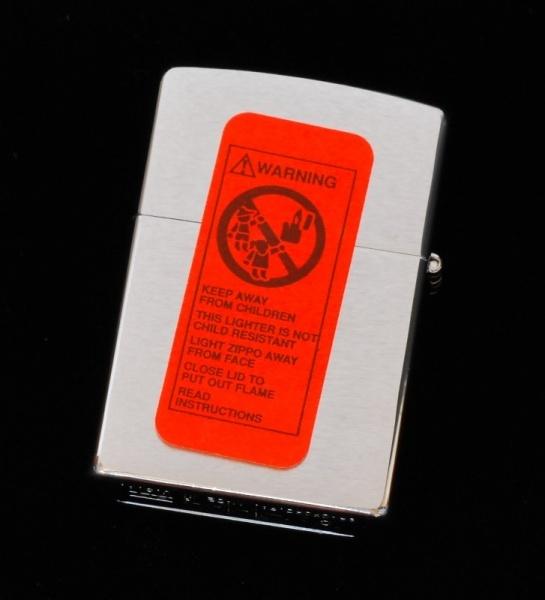 WARNING
KEEP AWAY
FROM CHILDREN
THIS LIGHTER IS NOT
CHILD RESISTANT
LIGHT ZIPPO AWAY
FROM FACE
CLOSE LID TO
PUT OUT FLAME
READ
INSTRUCTIONS